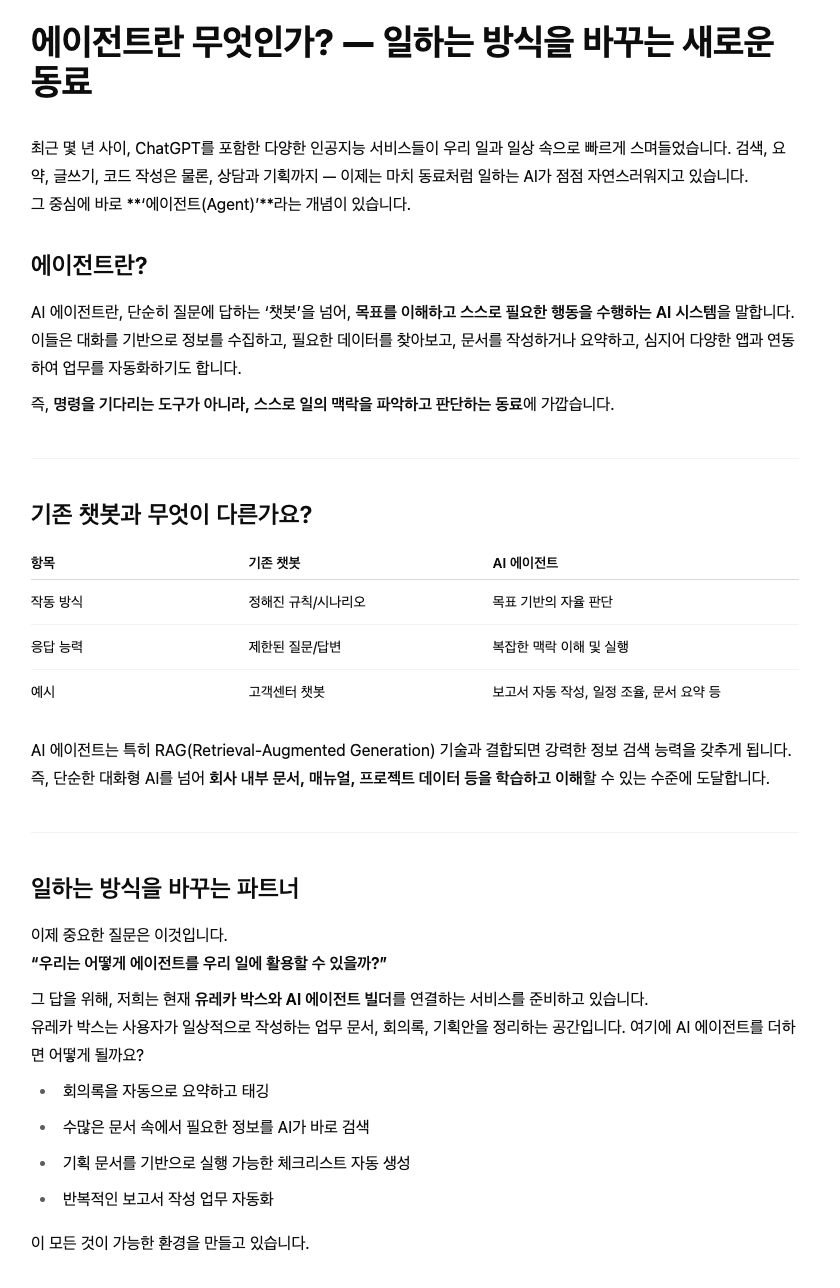 에이전트란 무엇인가? — 일하는 방식을 바꾸는 새로운
동료
최근 몇 년 사이, ChatGPT를 포함한 다양한 인공지능 서비스들이 우리 일과 일상 속으로 빠르게 스며들었습니다. 검색, 요
약, 글쓰기, 코드 작성은 물론, 상담과 기획까지 — 이제는 마치 동료처럼 일하는 AI가 점점 자연스러워지고 있습니다.
그 중심에 바로 **‘에이전트(Agent)’**라는 개념이 있습니다.
에이전트란?
AI 에이전트란, 단순히 질문에 답하는 ‘챗봇’을 넘어, 목표를 이해하고 스스로 필요한 행동을 수행하는 AI 시스템을 말합니다.
이들은 대화를 기반으로 정보를 수집하고, 필요한 데이터를 찾아보고, 문서를 작성하거나 요약하고, 심지어 다양한 앱과 연동
하여 업무를 자동화하기도 합니다.
즉, 명령을 기다리는 도구가 아니라, 스스로 일의 맥락을 파악하고 판단하는 동료에 가깝습니다.
기존 챗봇과 무엇이 다른가요?
항목 기존 챗봇 AI 에이전트
작동 방식 정해진 규칙/시나리오 목표 기반의 자율 판단
응답 능력 제한된 질문/답변 복잡한 맥락 이해 및 실행
예시 고객센터 챗봇 보고서 자동 작성, 일정 조율, 문서 요약 등
AI 에이전트는 특히 RAG(Retrieval-Augmented Generation) 기술과 결합되면 강력한 정보 검색 능력을 갖추게 됩니다.
즉, 단순한 대화형 AI를 넘어 회사 내부 문서, 매뉴얼, 프로젝트 데이터 등을 학습하고 이해할 수 있는 수준에 도달합니다.
일하는 방식을 바꾸는 파트너
이제 중요한 질문은 이것입니다.
“우리는 어떻게 에이전트를 우리 일에 활용할 수 있을까?”
그 답을 위해, 저희는 현재 유레카 박스와 AI 에이전트 빌더를 연결하는 서비스를 준비하고 있습니다.
유레카 박스는 사용자가 일상적으로 작성하는 업무 문서, 회의록, 기획안을 정리하는 공간입니다. 여기에 AI 에이전트를 더하
면 어떻게 될까요?
• 회의록을 자동으로 요약하고 태깅
• 수많은 문서 속에서 필요한 정보를 AI가 바로 검색
• 기획 문서를 기반으로 실행 가능한 체크리스트 자동 생성
• 반복적인 보고서 작성 업무 자동화
이 모든 것이 가능한 환경을 만들고 있습니다.